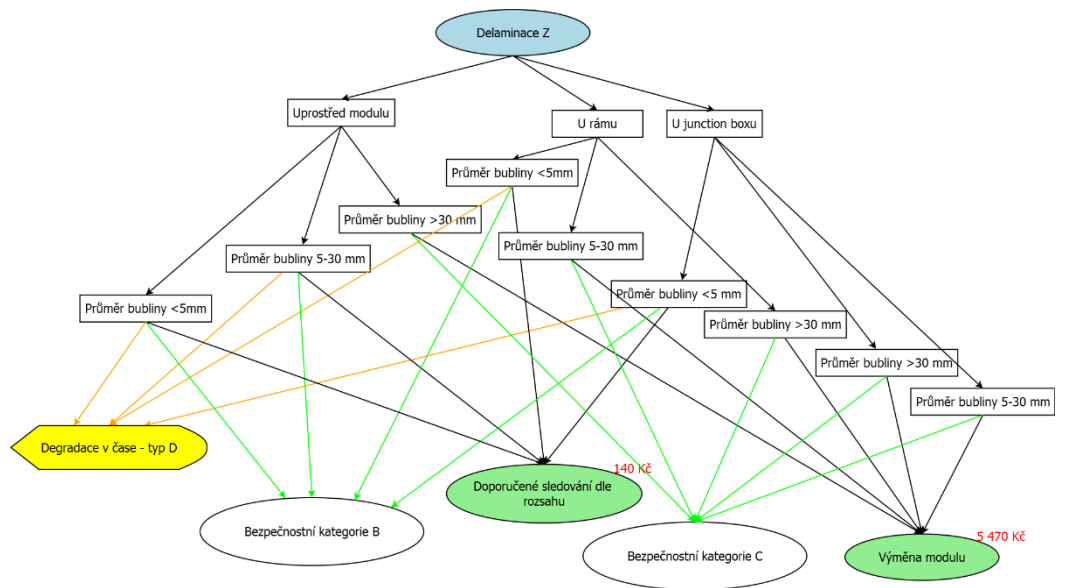 Delaminace Z
Uprostřed modulu
U rámu
U junction boxu
Průměr bubliny <5mm
Průměr bubliny >30 mm
Průměr bubliny 5-30 mm
Průměr bubliny 5-30 mm
Průměr bubliny <5 mm
Průměr bubliny <5mm
Průměr bubliny >30 mm
Průměr bubliny >30 mm
Průměr bubliny 5-30 mm
Degradace v čase - typ D
140 Kč
Doporučené sledování dle
rozsahu
Bezpečnostní kategorie B
5 470 Kč
Bezpečnostní kategorie C
Výměna modulu